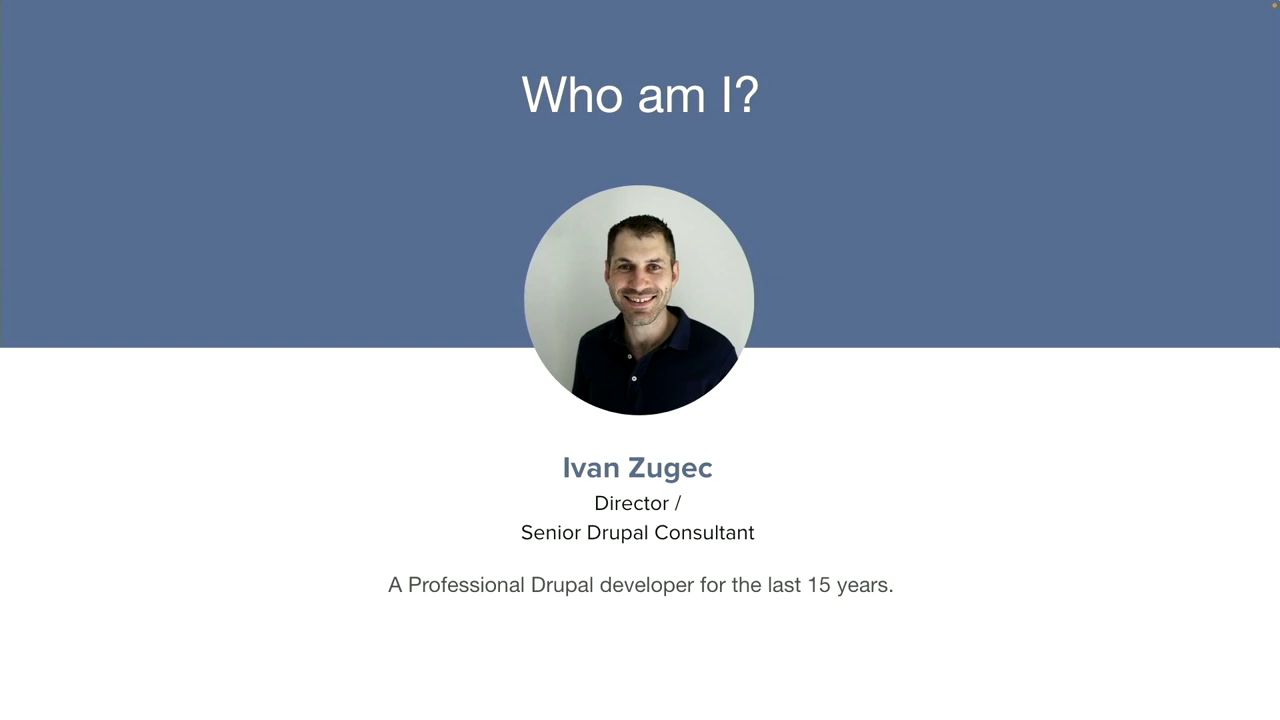 Who am I?
Ivan Zugec
Director /
Senior Drupal Consultant
A Professional Drupal developer for the last 15 years.